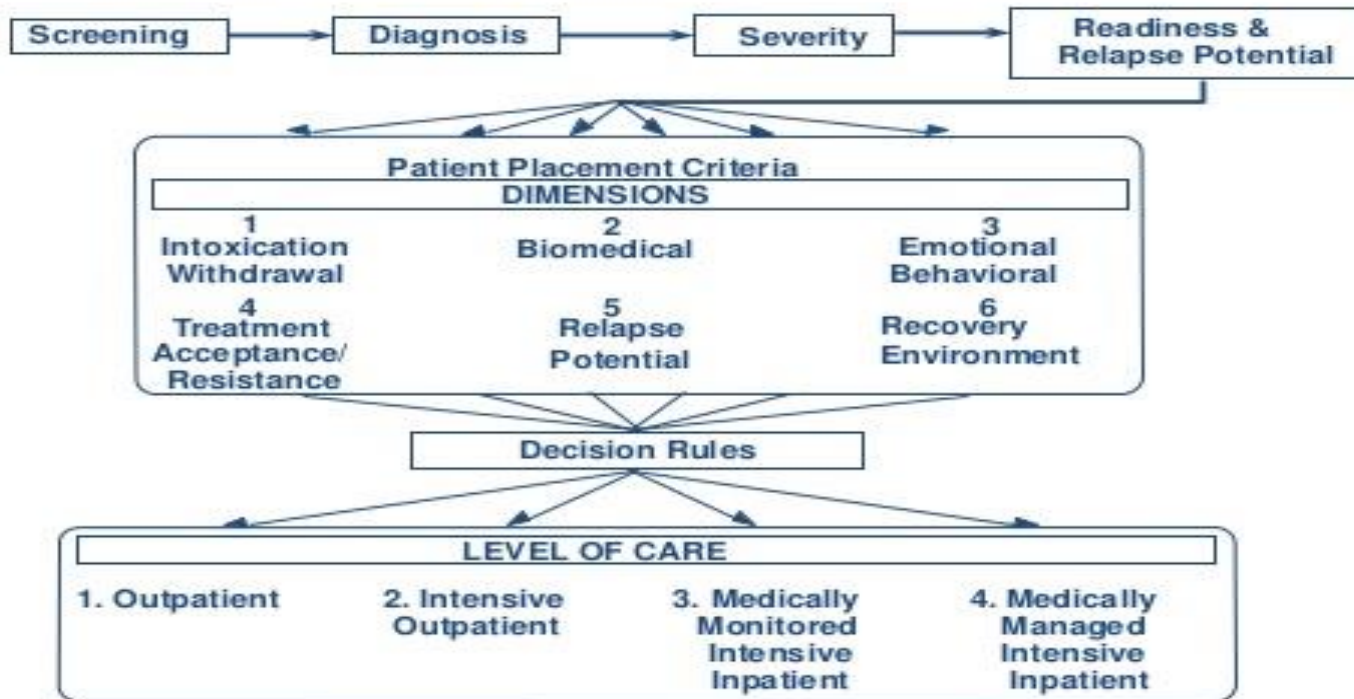 Screening
Diagnosis
Severity
Readiness &
Relapse Potential
Patient Placement Criteria
DIMENSIONS
1
Intoxication
Withdrawal
2
Biomedical
3
Emotional
Behavioral
4
Treatment
Acceptance/
Resistance
5
Relapse
Potential
6
Recovery
Environment
Decision Rules
LEVEL OF CARE
1. Outpatient
2. Intensive
Outpatient
3. Medically
Monitored
Intensive
Inpatient
4. Medically
Managed
Intensive
Inpatient